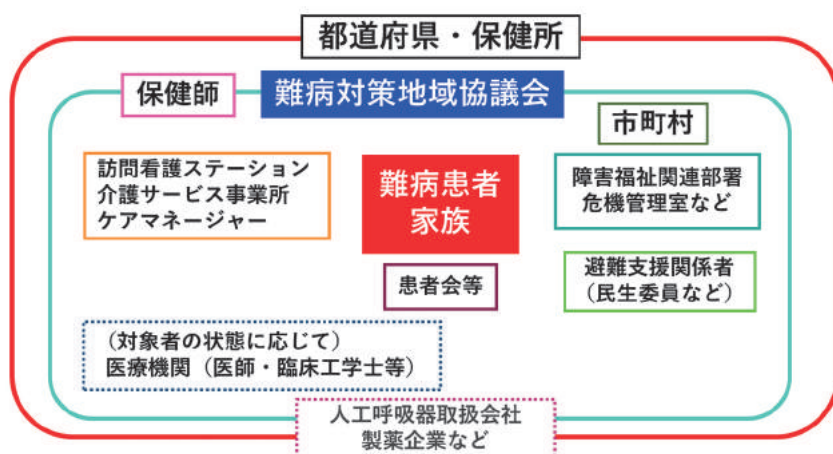 都道府県・保健所
保健師
難病対策地域協議会
市町村
訪問看護ステーション
介護サービス事業所
ケアマネージャー
難病患者
家族
障害福祉関連部署
危機管理室など
患者会等
避難支援関係者
（民生委員など）
（対象者の状態に応じて）
医療機関（医師・臨床工学士等）
人工呼吸器取扱会社
製薬企業など